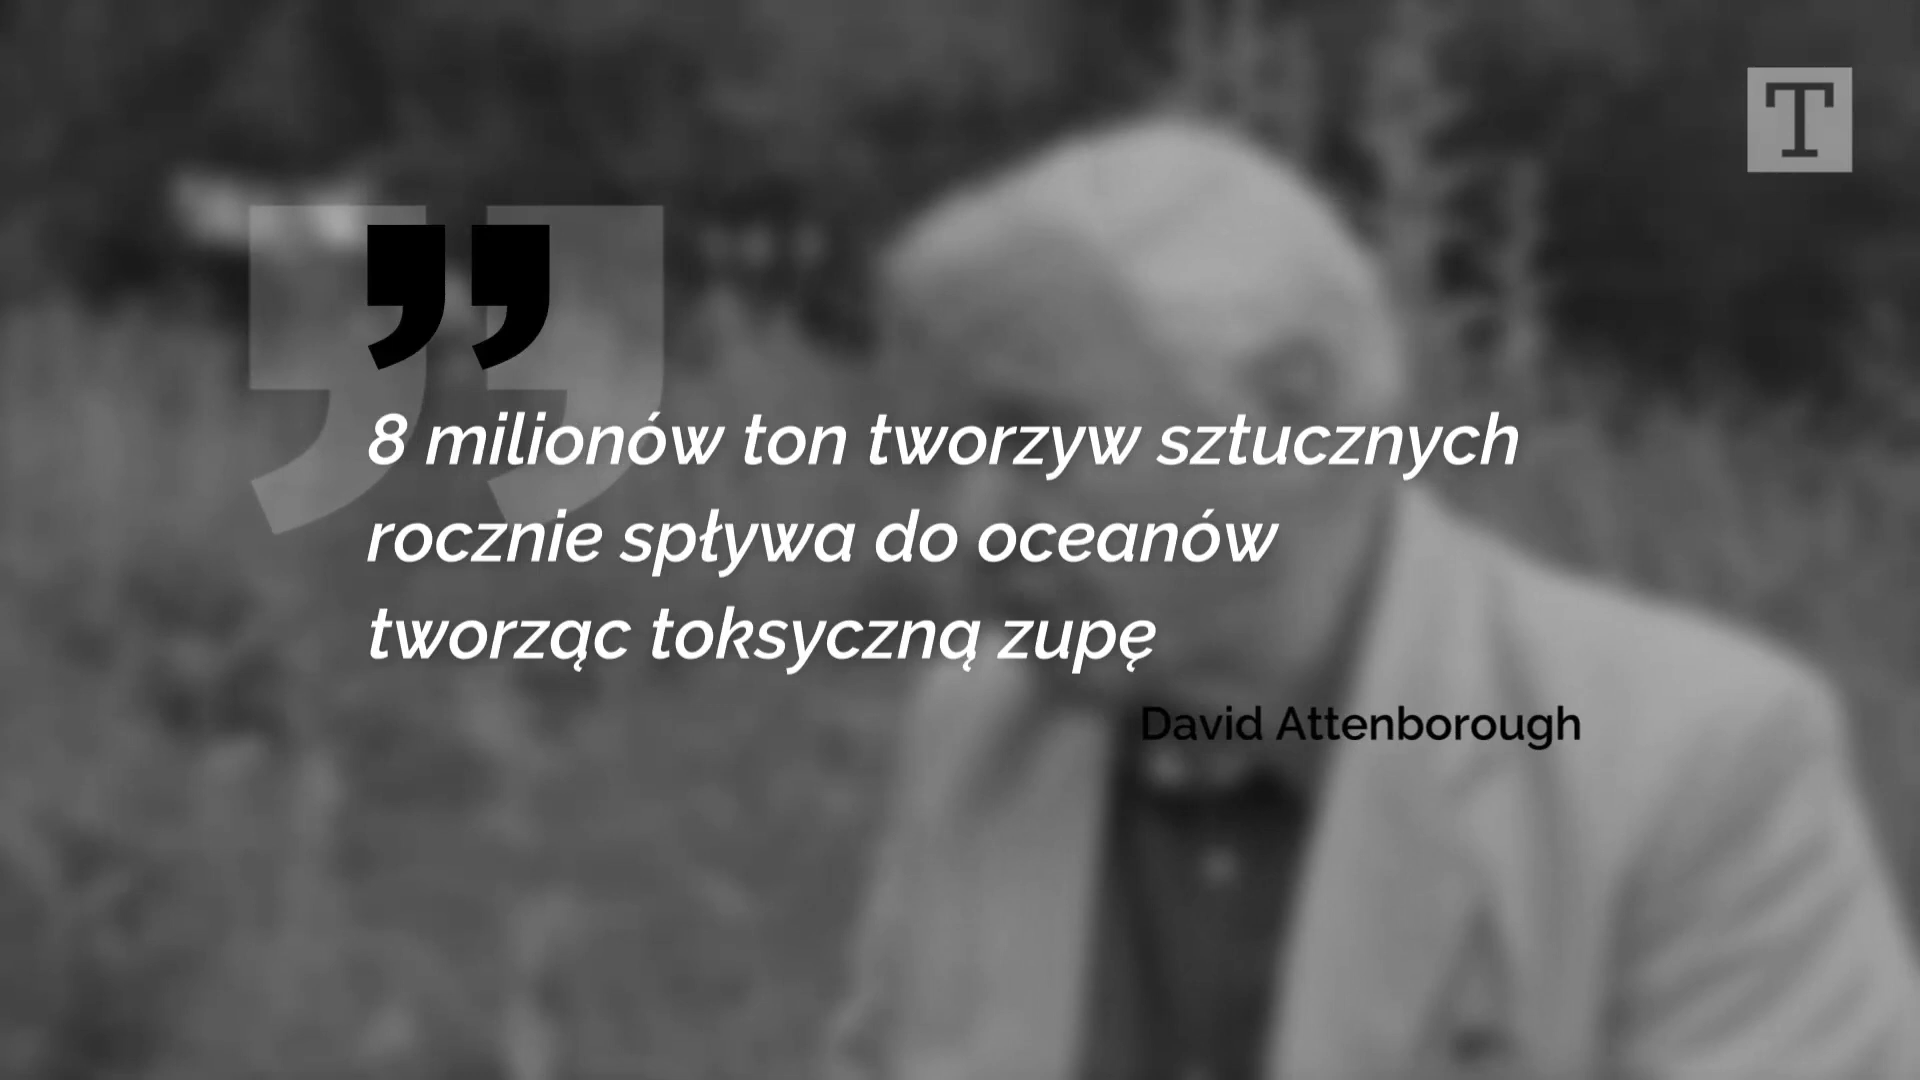 T
8 milionów ton tworzyw sztucznych
rocznie spływa do oceanów
tworząc toksyczną zupę
David Attenborough